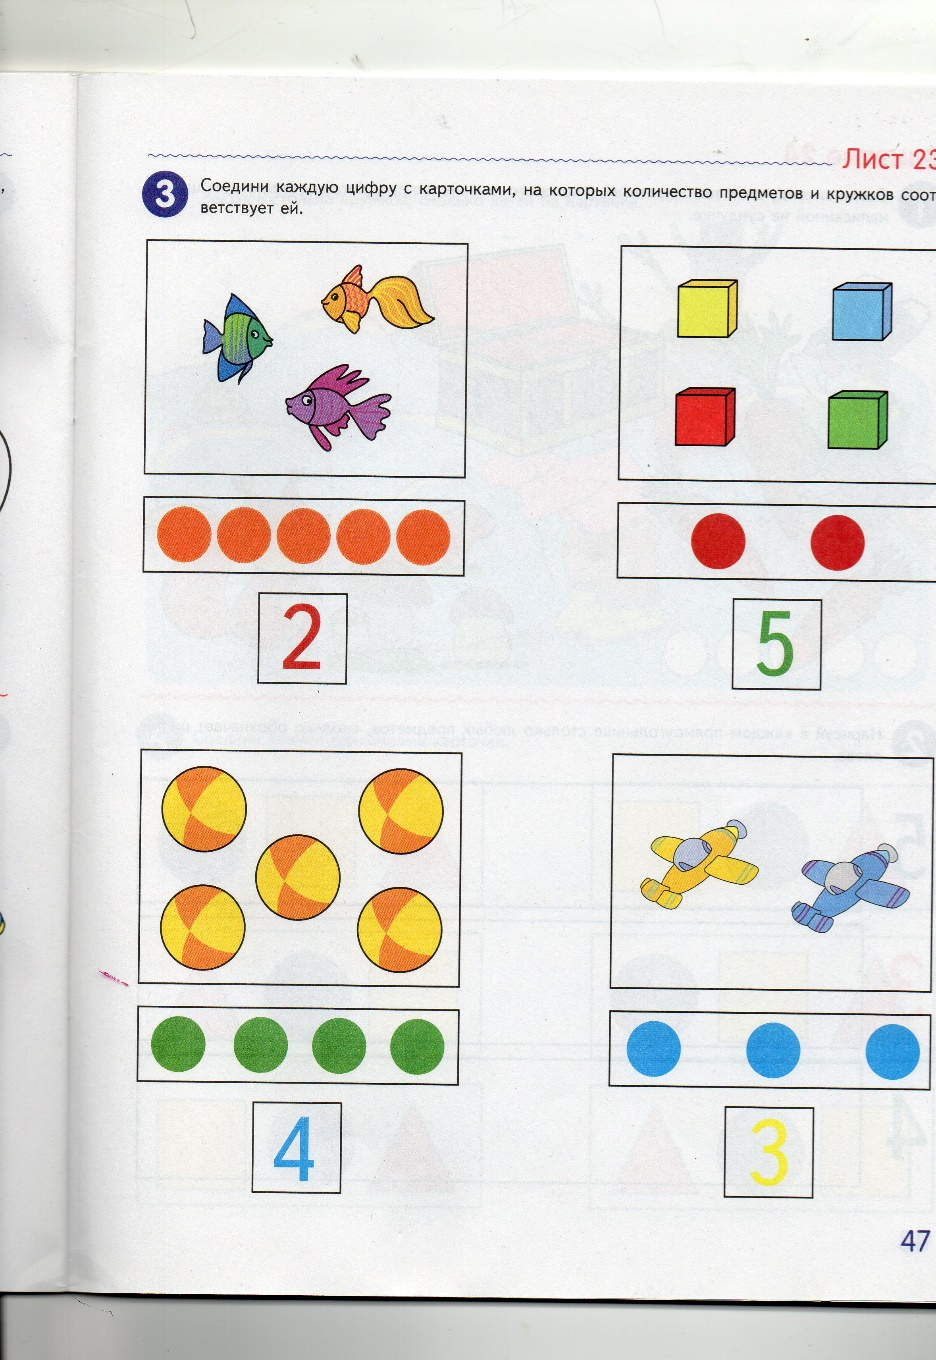 Лист 23
3 Соедини каждую цифру с карточками, на которых количество предметов и кружков соот
ветствует ей.
2
5
4
3
47